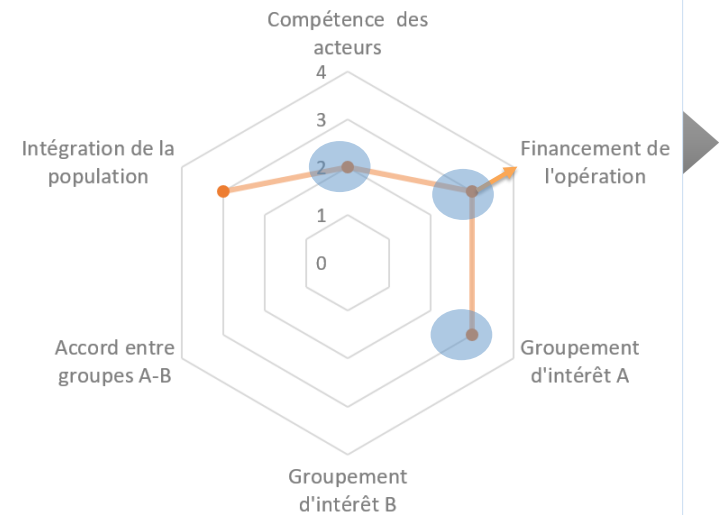 Compétence des
acteurs
4
3
2
1
0
Intégration de la
population
Financement de
l'opération
Accord entre
groupes A-B
Groupement
d'intérêt A
Groupement
d'intérêt B